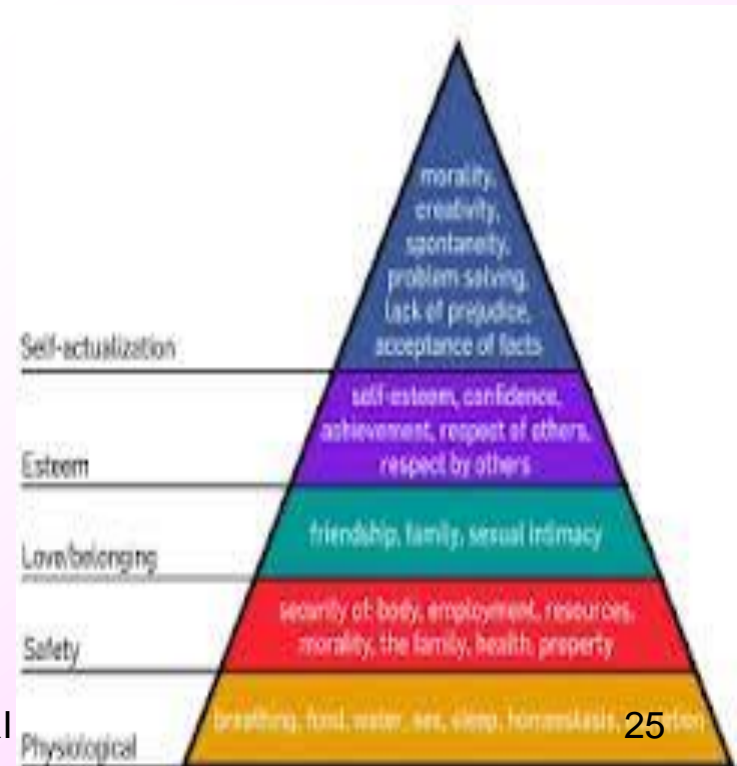 morality,
creativity,
spontaneity,
problem solving,
lack of prejudice,
acceptance of facts
Self-actualization
self-esteem, confidence,
achievement, respect of others,
respect by others
Esteem
friendship, family, sexual intimacy
Love/belonging
security of body, employment, resources,
morality, the family, health, property
Safety
breathing, food, water, sex, sleep, homeostasis, 25
Physiological